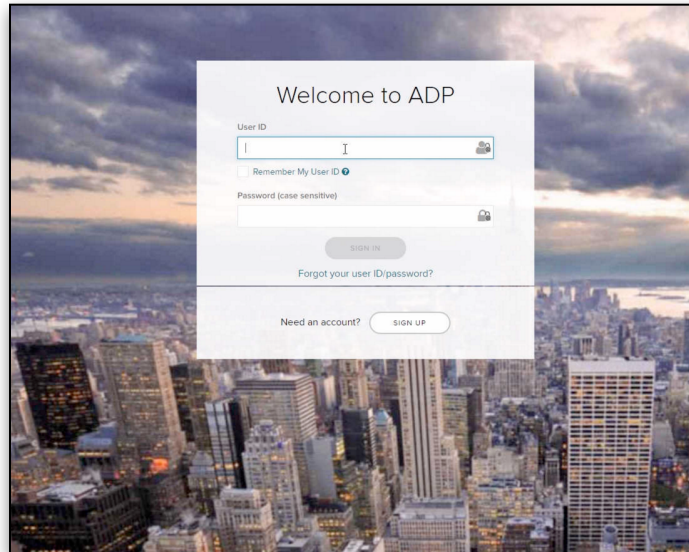 Welcome to ADP
User ID
Remember My User ID
Password (case sensitive)
SIGN IN
Forgot your user ID/password?
Need an account?
SIGN UP